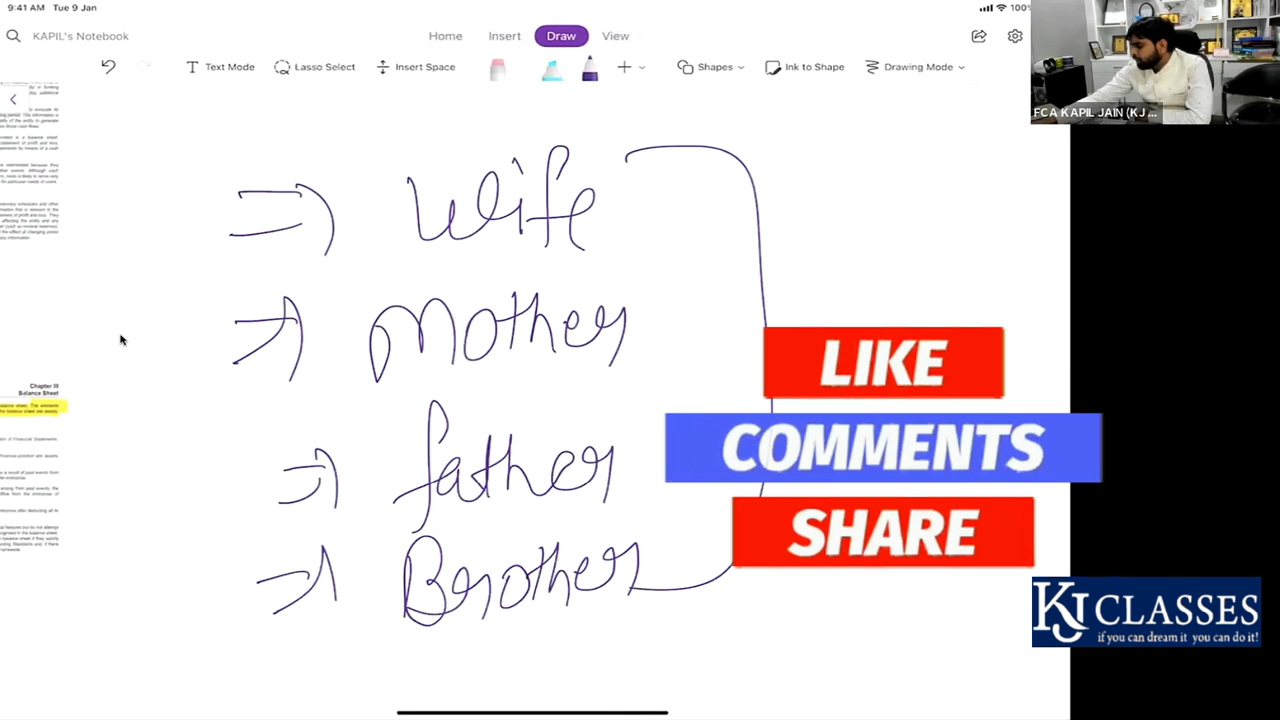 9:41 AM Tue 9 Jan
100%
KAPIL's Notebook
Home Insert Draw View
Text Mode Lasso Select Insert Space Shapes Ink to Shape Drawing Mode
FCA KAPIL JAIN (KJ ...
Wife
Mother
father
Brother
LIKE
COMMENTS
SHARE
Chapter III
Balance Sheet
KJ CLASSES
if you can dream it you can do it!